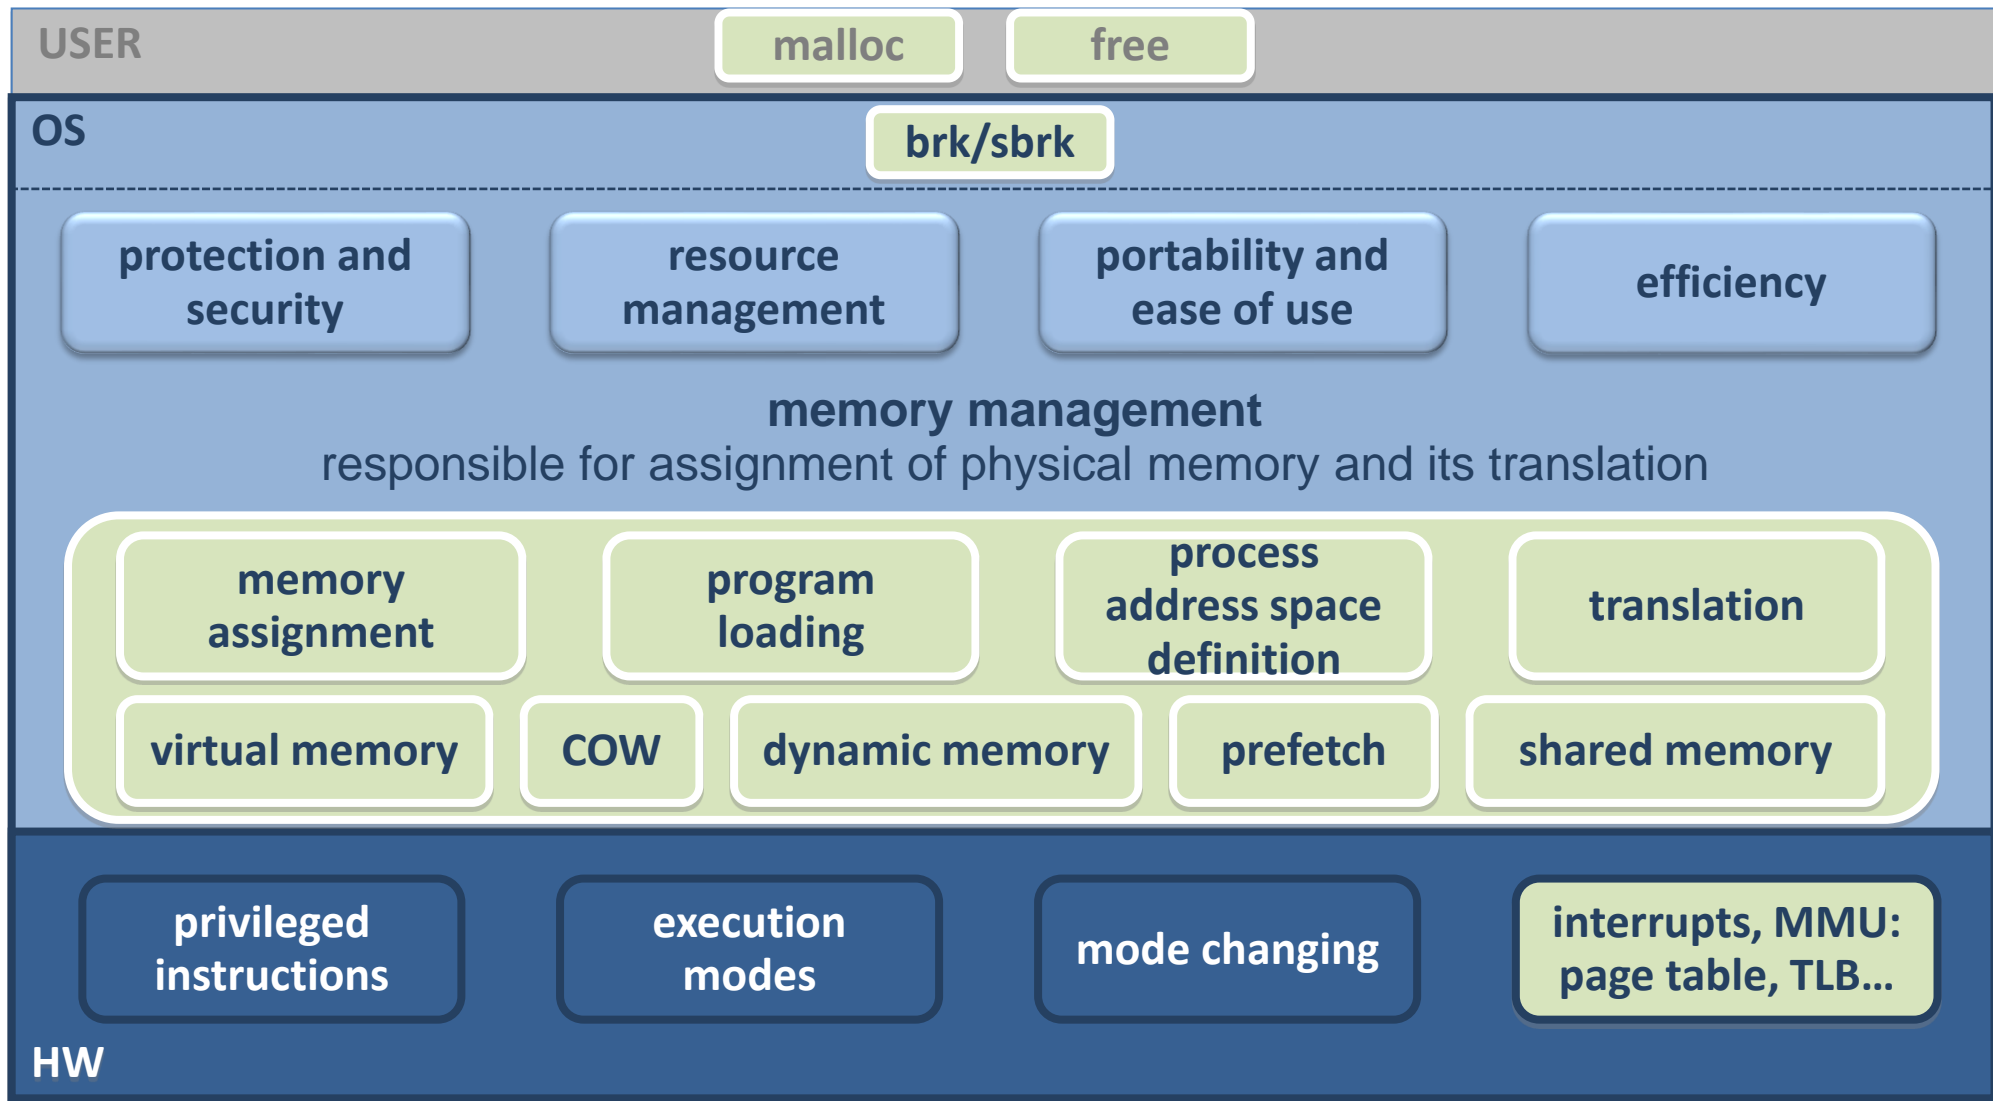 USER
malloc
free
OS
brk/sbrk
protection and
security
resource
management
portability and
ease of use
efficiency
memory management
responsible for assignment of physical memory and its translation
memory
assignment
program
loading
process
address space
definition
translation
virtual memory
COW
dynamic memory
prefetch
shared memory
privileged
instructions
execution
modes
mode changing
interrupts, MMU:
page table, TLB...
HW